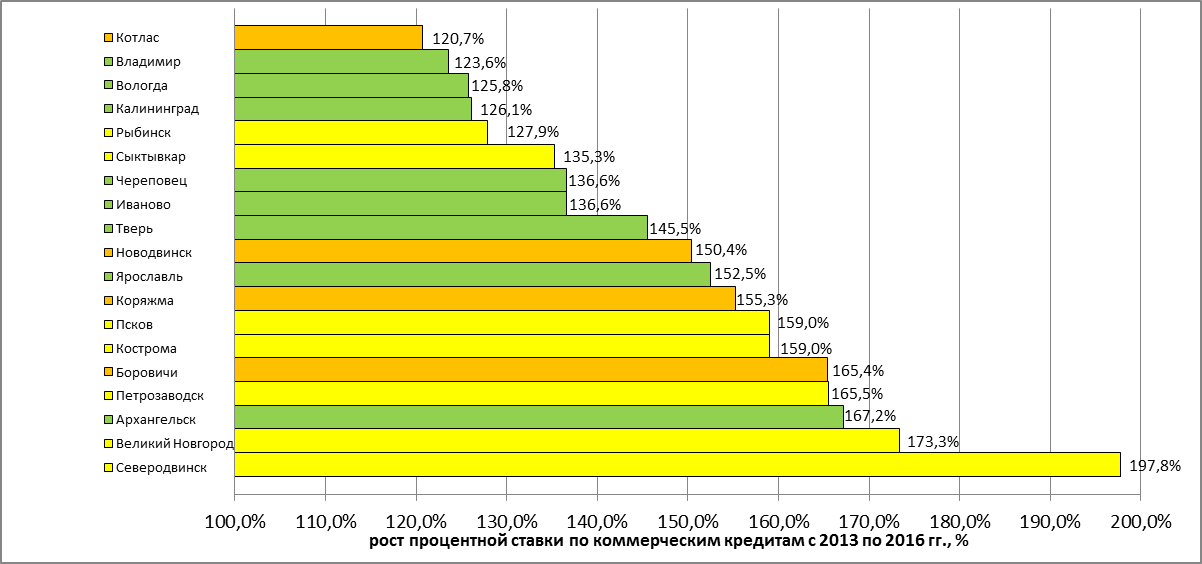 Котлас 120,7%
Владимир 123,6%
Вологда 125,8%
Калининград 126,1%
Рыбинск 127,9%
Сыктывкар 135,3%
Череповец 136,6%
Иваново 136,6%
Тверь 145,5%
Новодвинск 150,4%
Ярославль 152,5%
Коряжма 155,3%
Псков 159,0%
Кострома 159,0%
Боровичи 165,4%
Петрозаводск 165,5%
Архангельск 167,2%
Великий Новгород 173,3%
Северодвинск 197,8%
100,0% 110,0% 120,0% 130,0% 140,0% 150,0% 160,0% 170,0% 180,0% 190,0% 200,0%
рост процентной ставки по коммерческим кредитам с 2013 по 2016 гг., %